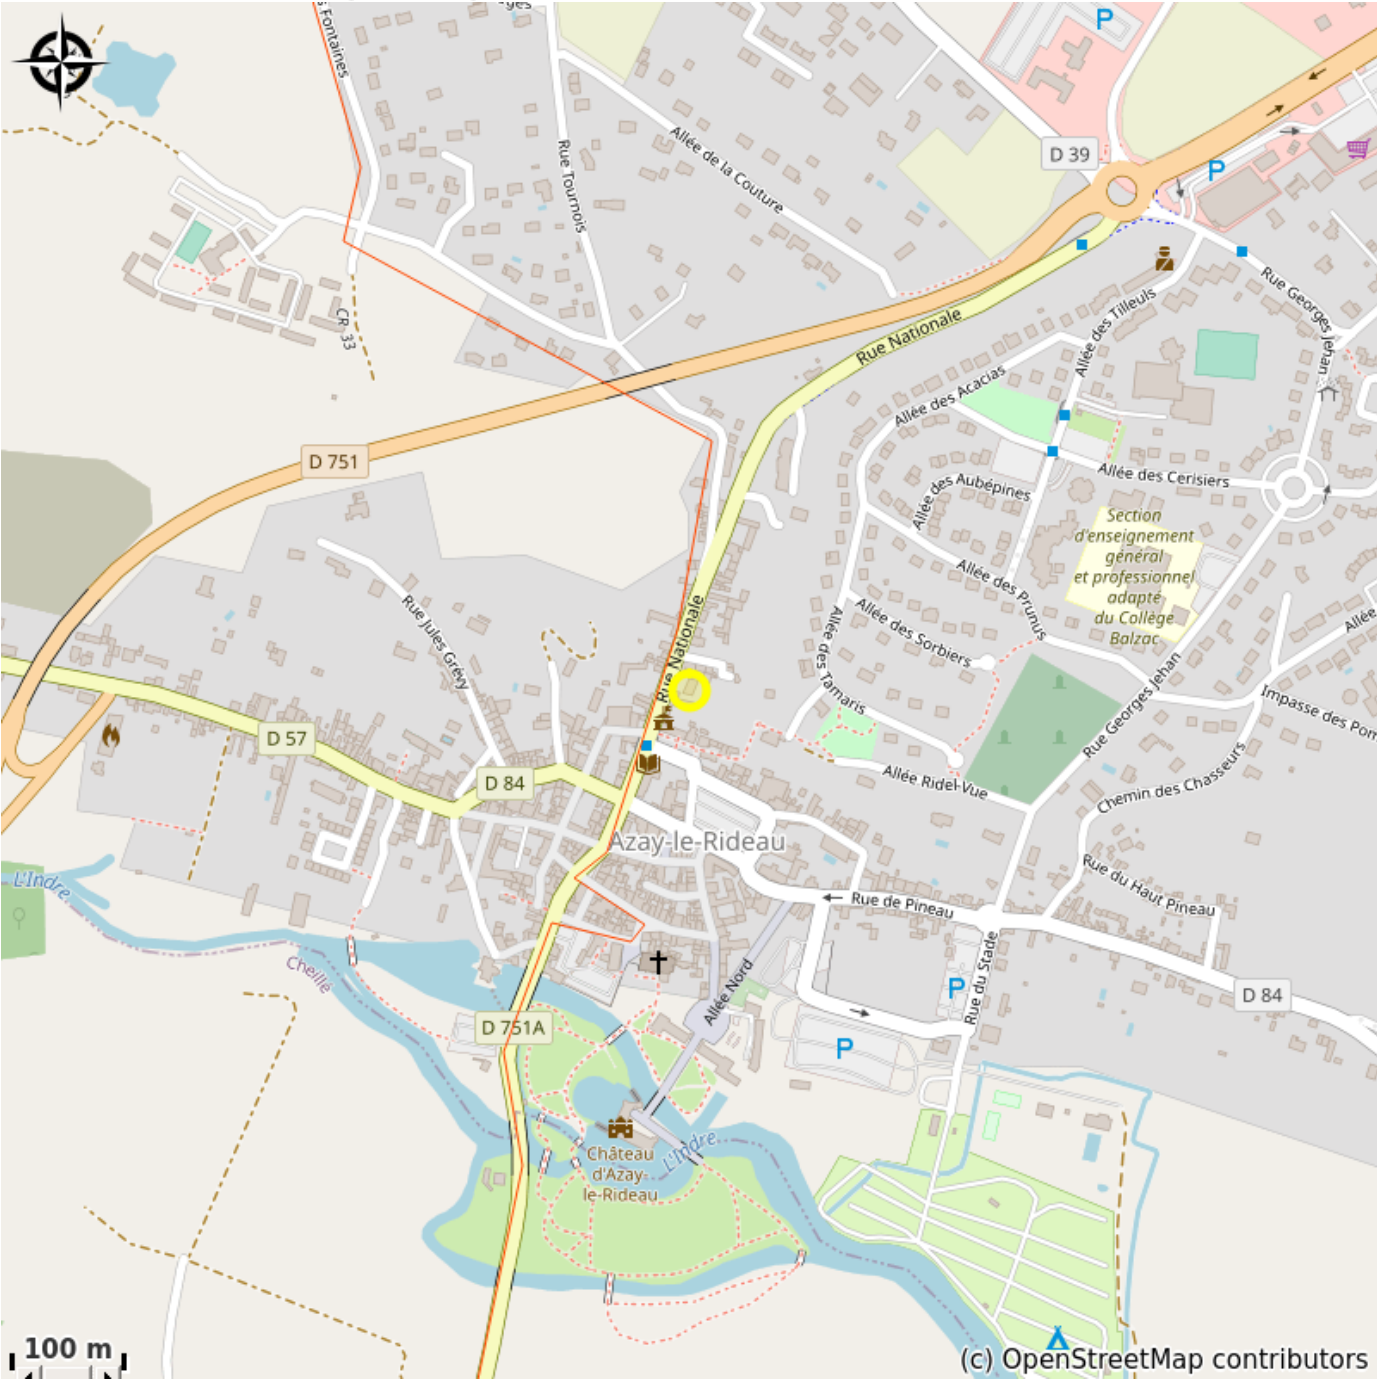 Fontaines
P
Rue Tournois
Allée de la Couture
D 39
P
CR 33
Rue Nationale
Allée des Tilleuls
Rue Georges Jehan
Allée des Acacias
D 751
Allée des Cerisiers
Allée des Aubépines
Section
d'enseignement
général
et professionnel
adapté
du Collège
Balzac
Allée des Prunus
Rue Jules Grévy
Rue Nationale
Allée des Sorbiers
Allée des Tamaris
Allée
Rue Georges Jehan
Impasse des Pom
D 57
D 84
Allée Ridel-Vue
Chemin des Chasseurs
Azay-le-Rideau
L'Indre
Rue du Haut Pineau
Rue de Pineau
Cheillé
Allée Nord
Rue du Stade
P
D 84
D 751A
P
Château
d'Azay-
le-Rideau
L'Indre
100 m
(c) OpenStreetMap contributors